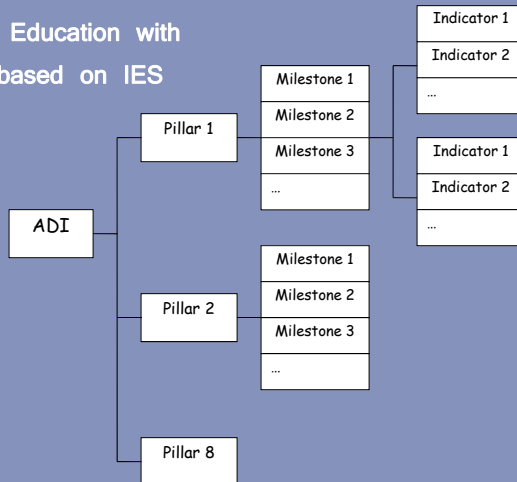 Education with
based on IES
ADI
Pillar 1
Milestone 1
Milestone 2
Milestone 3
...
Indicator 1
Indicator 2
...
Indicator 1
Indicator 2
...
Pillar 2
Milestone 1
Milestone 2
Milestone 3
...
Pillar 8